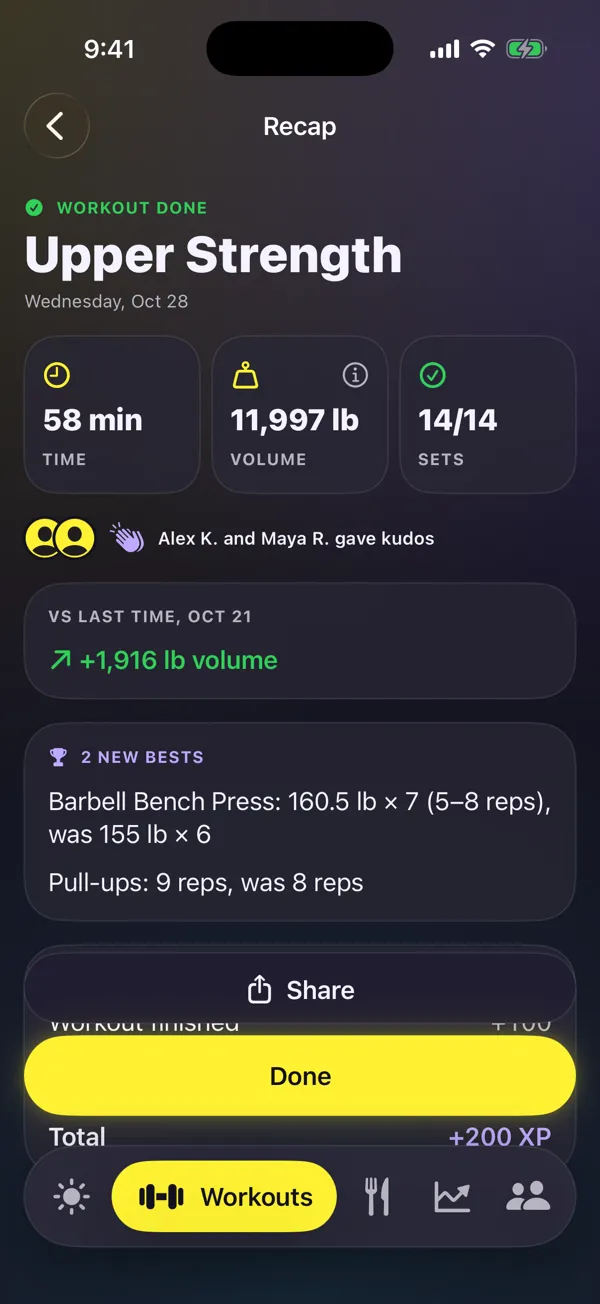 9:41
Recap
WORKOUT DONE
Upper Strength
Wednesday, Oct 28
58 min
TIME
11,997 lb
VOLUME
14/14
SETS
Alex K. and Maya R. gave kudos
VS LAST TIME, OCT 21
+1,916 lb volume
2 NEW BESTS
Barbell Bench Press: 160.5 lb × 7 (5–8 reps),
was 155 lb × 6
Pull-ups: 9 reps, was 8 reps
Share
Workout finished +100
Done
Total +200 XP
Workouts